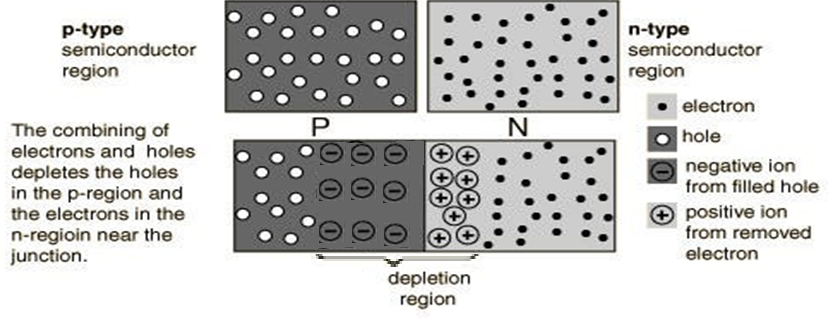 p-type
semiconductor
region
n-type
semiconductor
region
electron
P
N
hole
The combining of
electrons and holes
depletes the holes
in the p-region and
the electrons in the
n-regioin near the
junction.
negative ion
from filled hole
positive ion
from removed
electron
depletion
region